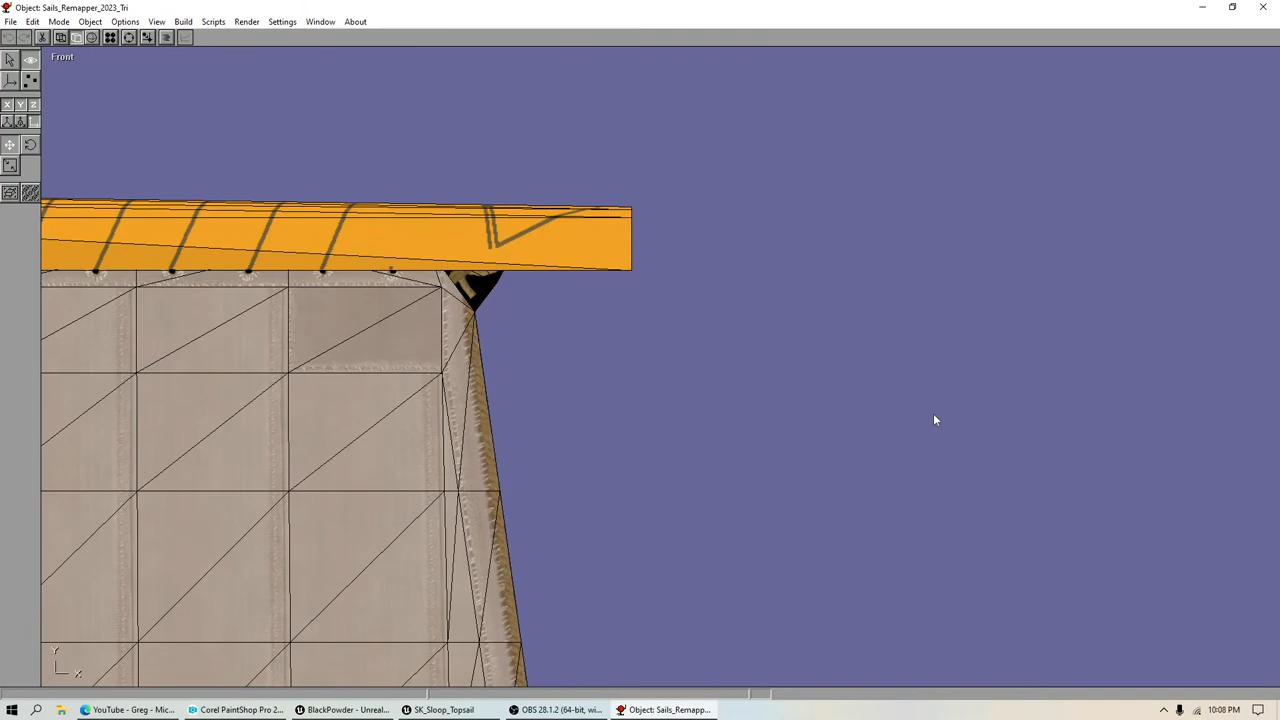 Object: Sails_Remapper_2023_Tri
File Edit Mode Object Options View Build Scripts Render Settings Window About
Front
X Y Z
Y
X
YouTube - Greg - Mic... Corel PaintShop Pro 2... BlackPowder - Unreal... SK_Sloop_Topsail OBS 28.1.2 (64-bit, wi... Object: Sails_Remapp... 10:08 PM